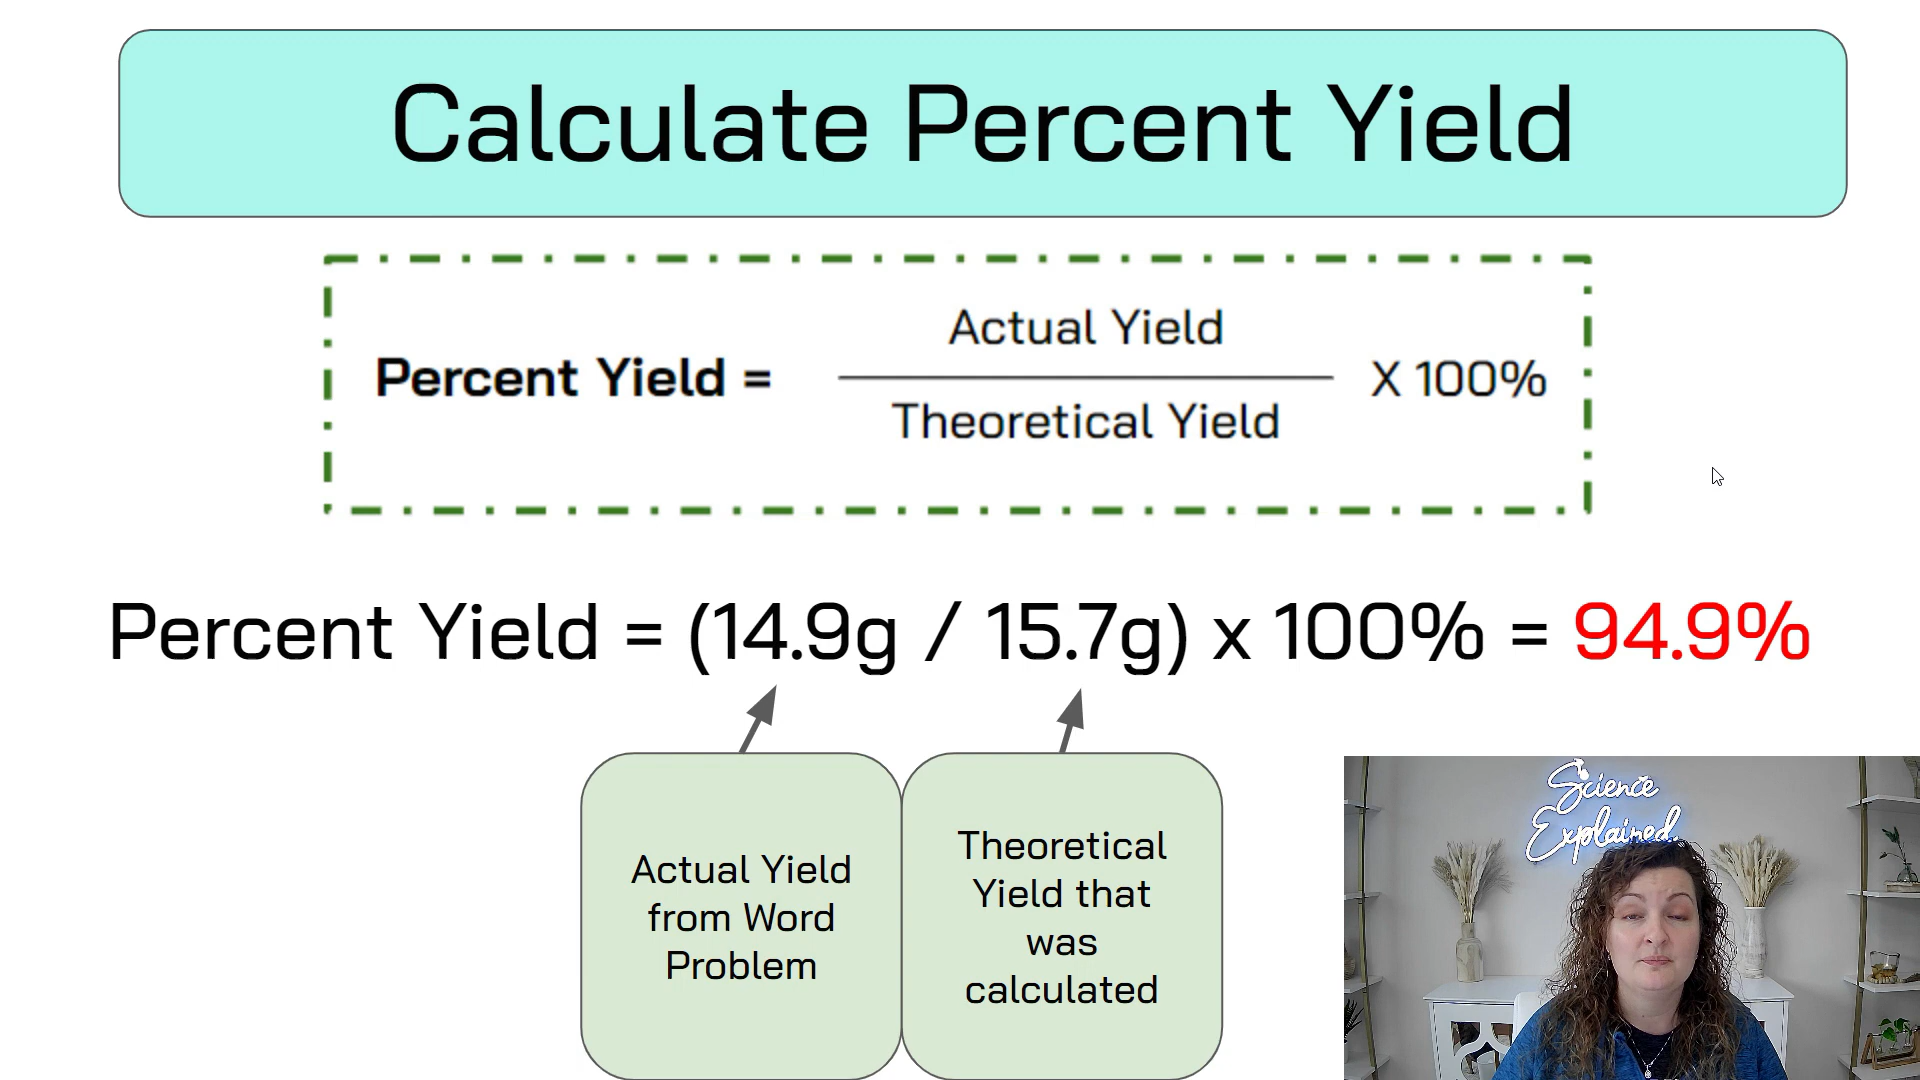 Calculate Percent Yield
Actual Yield
Percent Yield =
X 100%
Theoretical Yield
Percent Yield = (14.9g / 15.7g) x 100% = 94.9%
Actual Yield
from Word
Problem
Theoretical
Yield that
was
calculated
Science
Explained